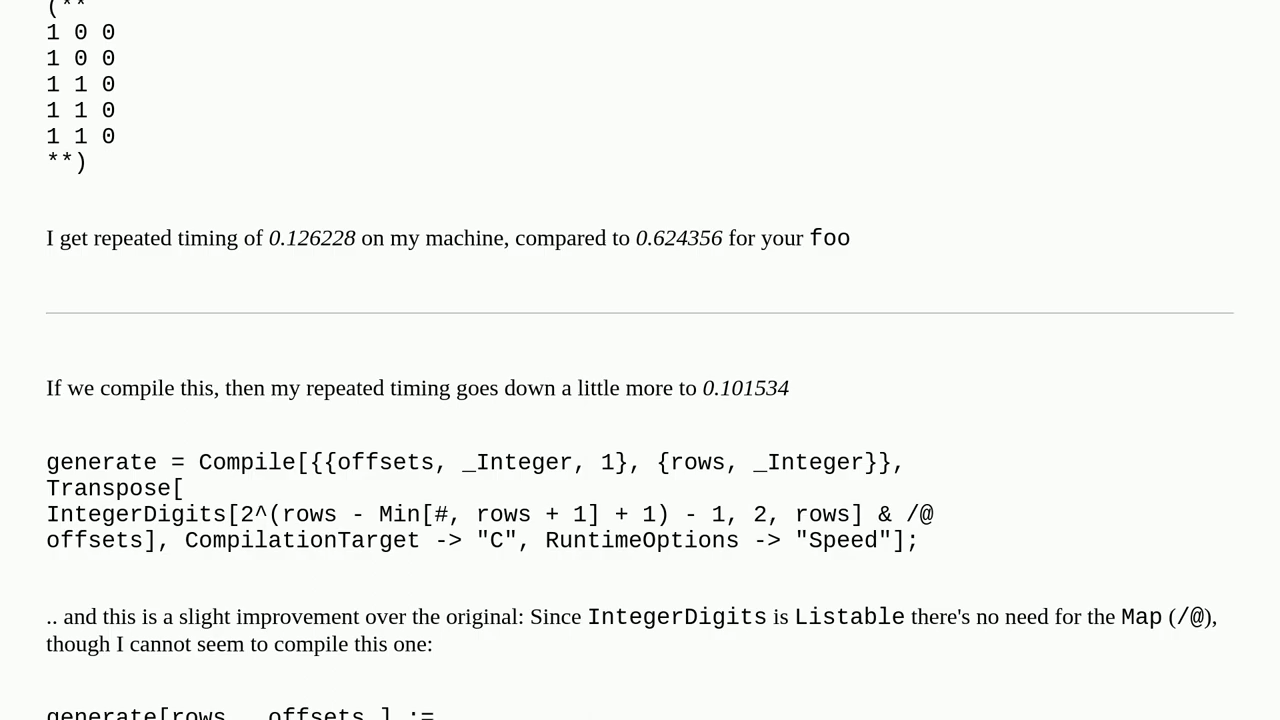 (**
1 0 0
1 0 0
1 1 0
1 1 0
1 1 0
**)
I get repeated timing of 0.126228 on my machine, compared to 0.624356 for your foo
If we compile this, then my repeated timing goes down a little more to 0.101534
generate = Compile[{{offsets, _Integer, 1}, {rows, _Integer}},
Transpose[
IntegerDigits[2^(rows - Min[#, rows + 1] + 1) - 1, 2, rows] & /@
offsets], CompilationTarget -> "C", RuntimeOptions -> "Speed"];
.. and this is a slight improvement over the original: Since IntegerDigits is Listable there's no need for the Map (/@),
though I cannot seem to compile this one:
generate[rows_, offsets_] :=